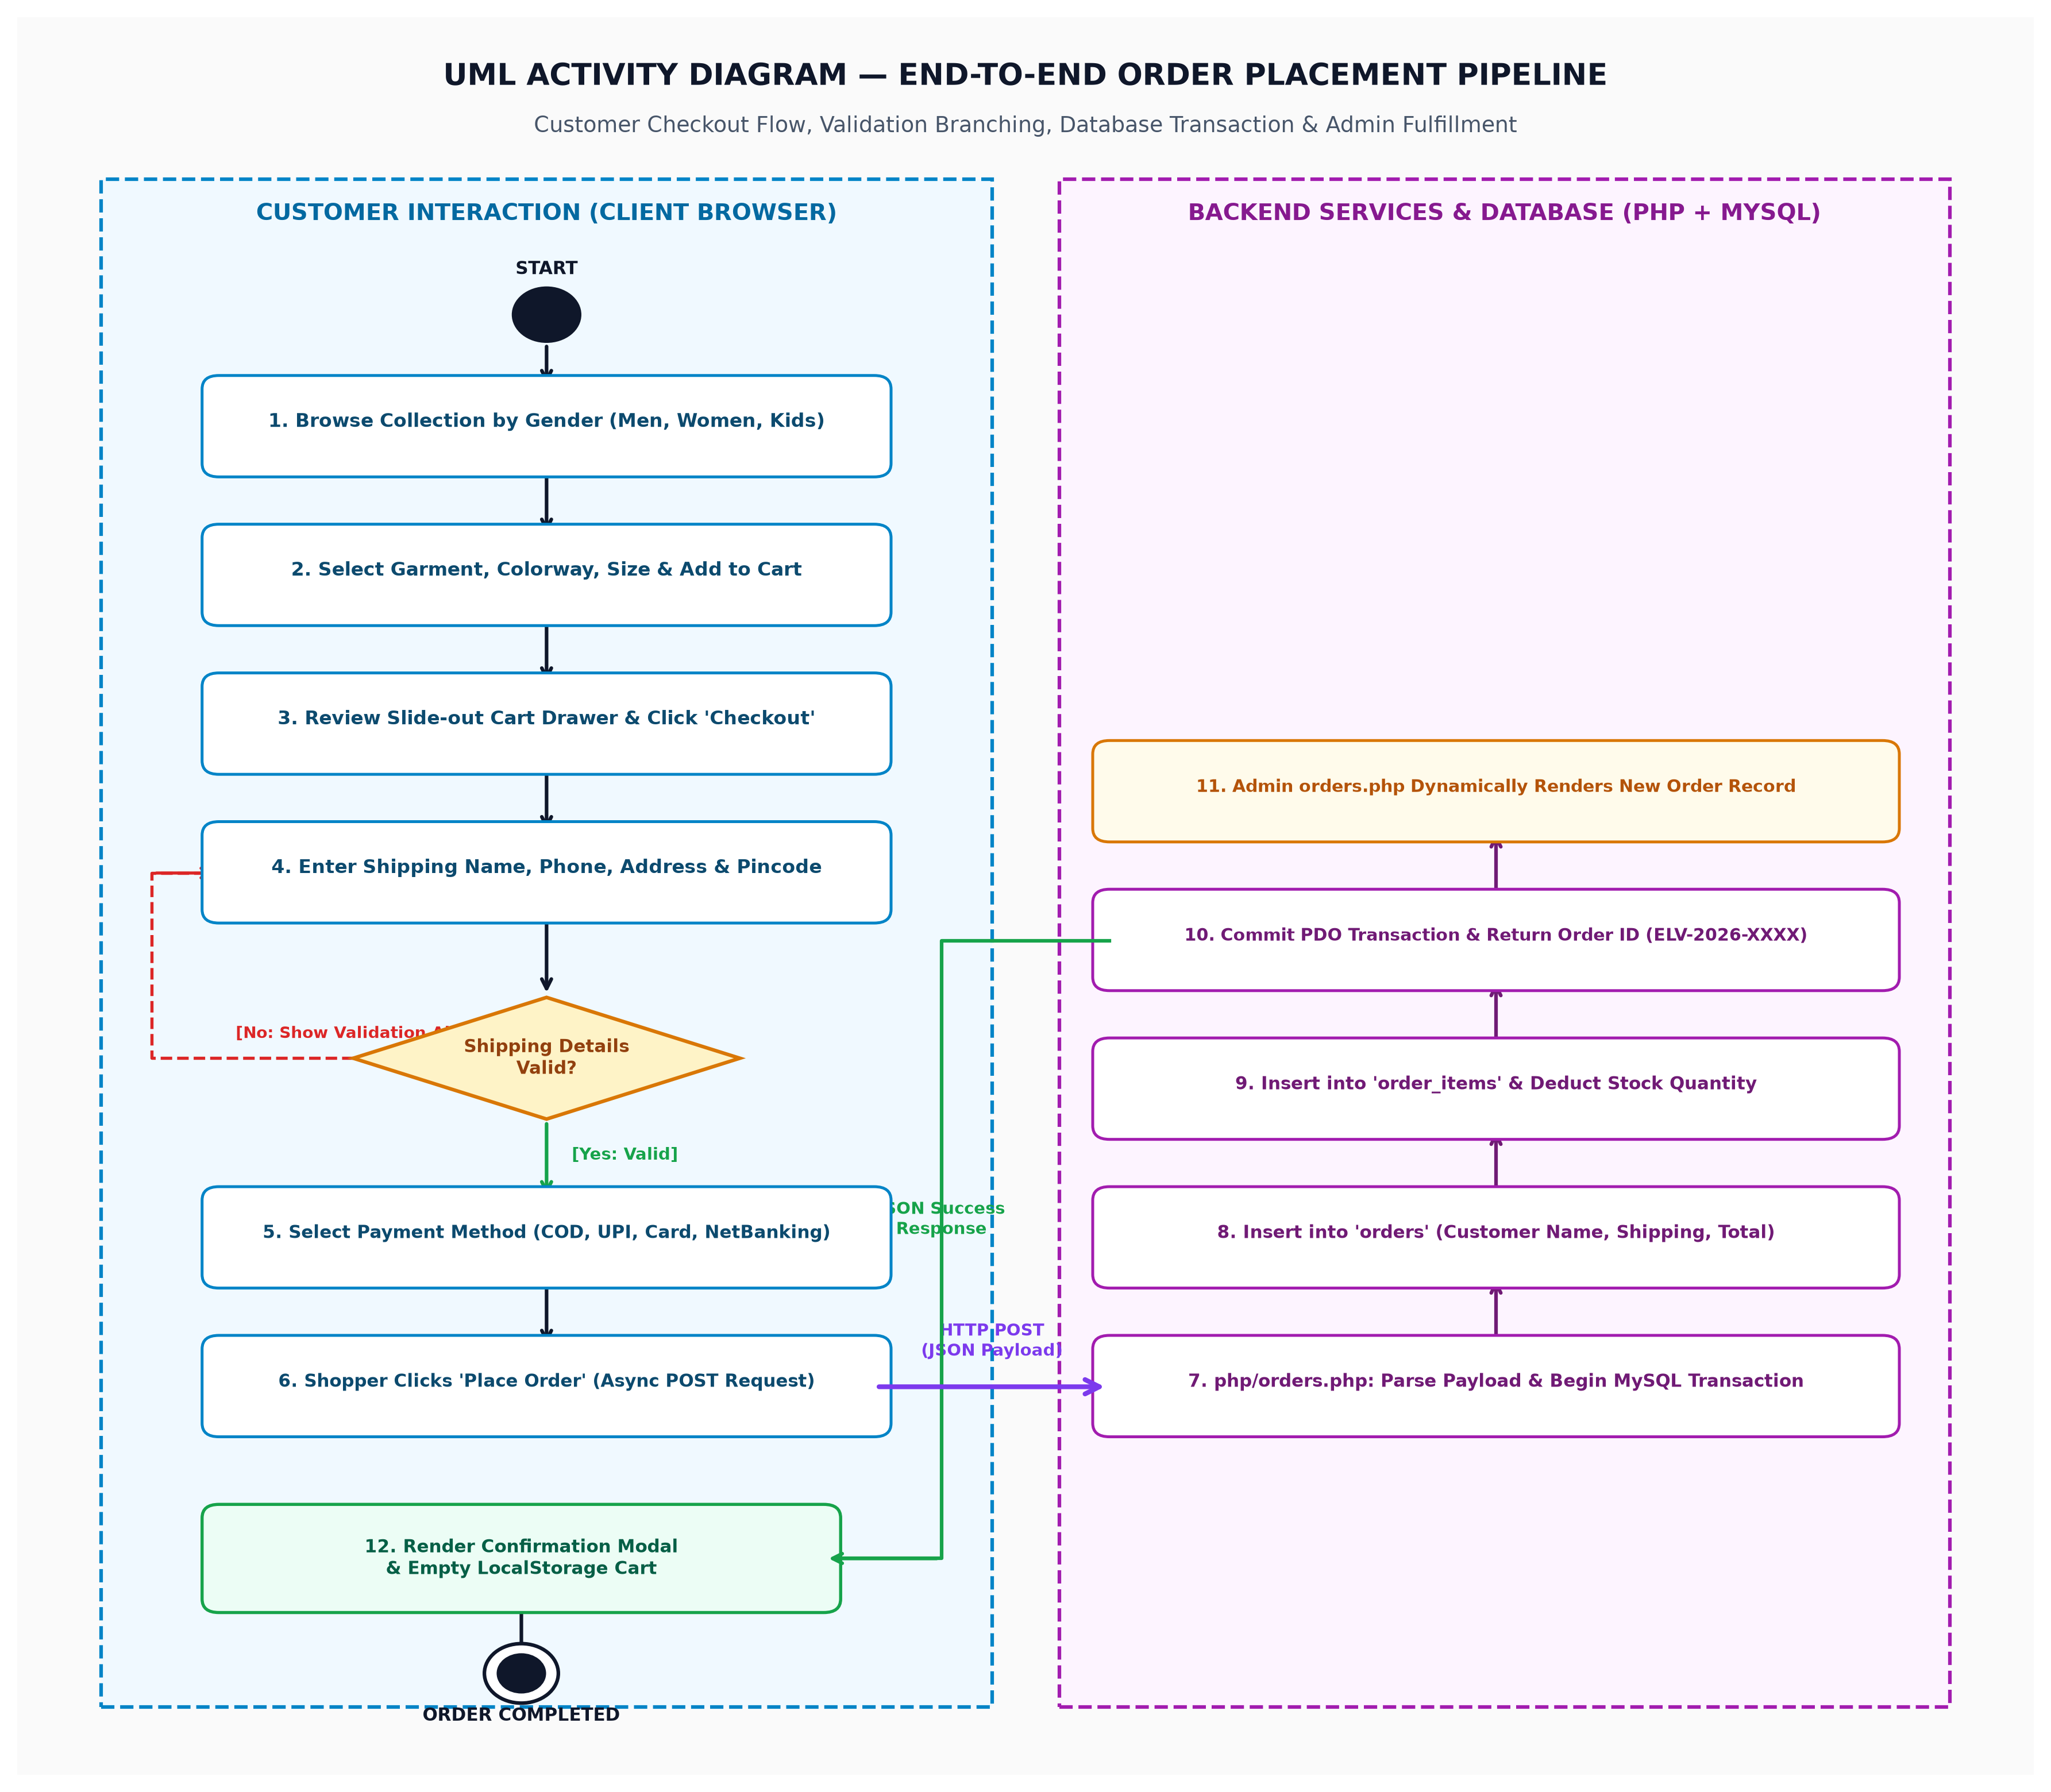 UML ACTIVITY DIAGRAM — END-TO-END ORDER PLACEMENT PIPELINE
Customer Checkout Flow, Validation Branching, Database Transaction & Admin Fulfillment
CUSTOMER INTERACTION (CLIENT BROWSER)
START
1. Browse Collection by Gender (Men, Women, Kids)
2. Select Garment, Colorway, Size & Add to Cart
3. Review Slide-out Cart Drawer & Click 'Checkout'
4. Enter Shipping Name, Phone, Address & Pincode
[No: Show Validation
Shipping Details
Valid?
[Yes: Valid]
5. Select Payment Method (COD, UPI, Card, NetBanking)
6. Shopper Clicks 'Place Order' (Async POST Request)
SON Success
Response
HTTP POST
(JSON Payload)
12. Render Confirmation Modal
& Empty LocalStorage Cart
ORDER COMPLETED
BACKEND SERVICES & DATABASE (PHP + MYSQL)
11. Admin orders.php Dynamically Renders New Order Record
10. Commit PDO Transaction & Return Order ID (ELV-2026-XXXX)
9. Insert into 'order_items' & Deduct Stock Quantity
8. Insert into 'orders' (Customer Name, Shipping, Total)
7. php/orders.php: Parse Payload & Begin MySQL Transaction